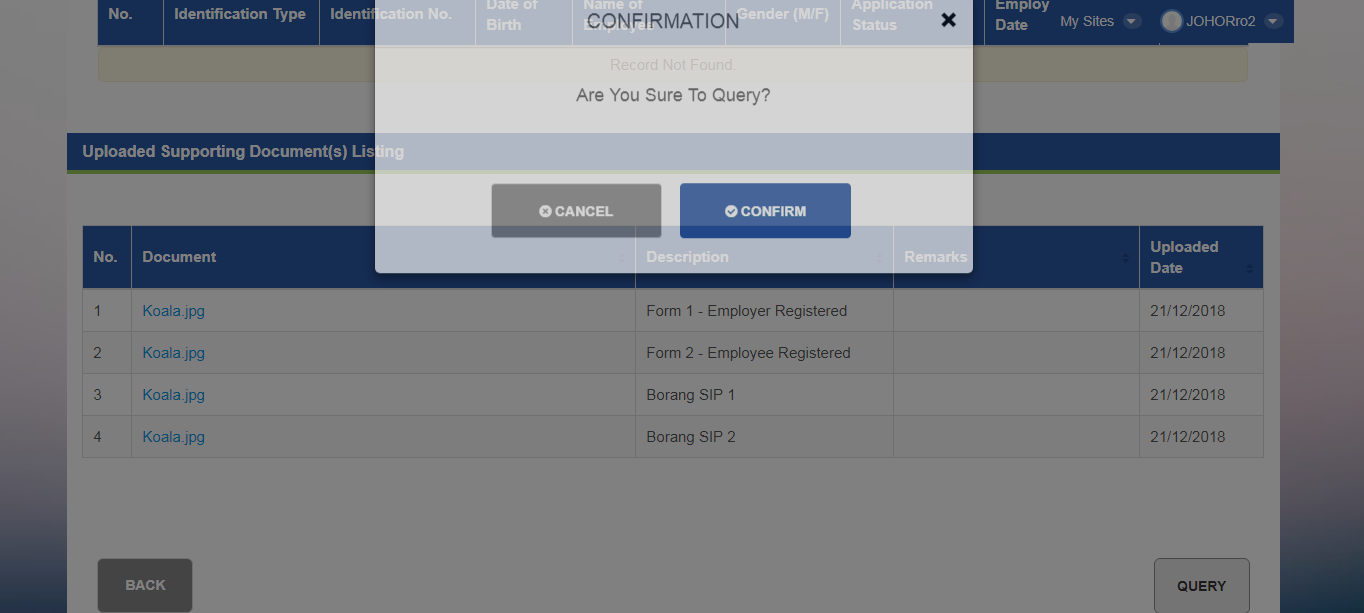 No.
Identification Type
Identification No.
Date of
Birth
Name of
Employee
Gender (M/F)
Application
Status
Employ
Date
My Sites
JOHORro2
CONFIRMATION
Record Not Found.
Are You Sure To Query?
Uploaded Supporting Document(s) Listing
CANCEL
CONFIRM
No.
Document
Description
Remarks
Uploaded
Date
1 Koala.jpg Form 1 - Employer Registered 21/12/2018
2 Koala.jpg Form 2 - Employee Registered 21/12/2018
3 Koala.jpg Borang SIP 1 21/12/2018
4 Koala.jpg Borang SIP 2 21/12/2018
BACK
QUERY